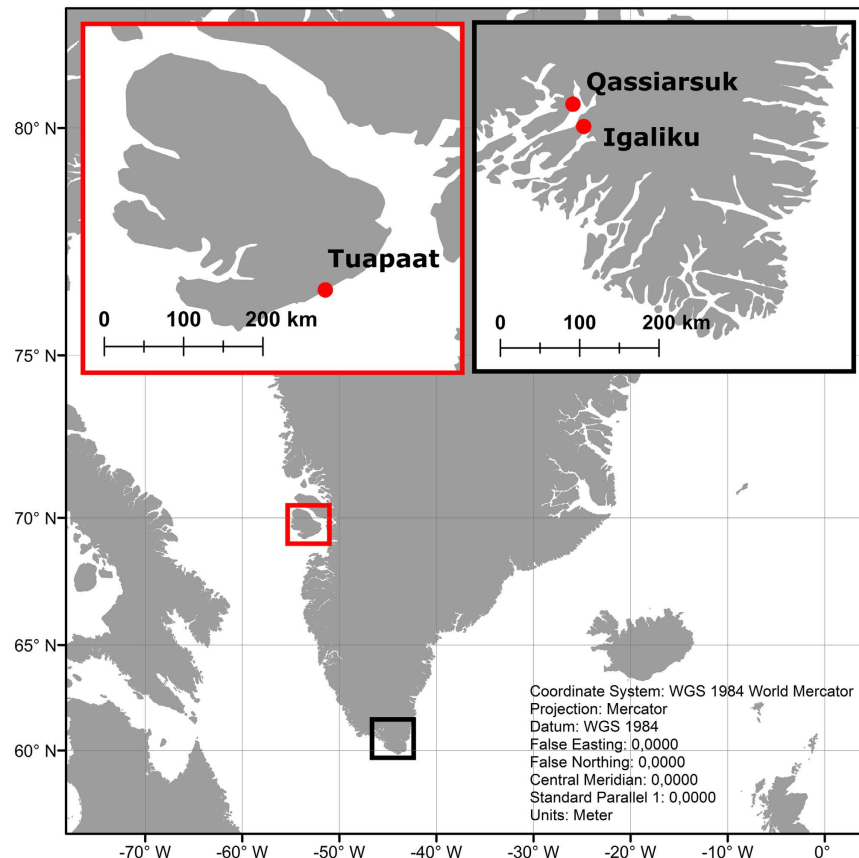 Qassiarsuk
Igaliku
Tuapaat
0 100 200 km
0 100 200 km
80° N
75° N
70° N
65° N
60° N
Coordinate System: WGS 1984 World Mercator
Projection: Mercator
Datum: WGS 1984
False Easting: 0,0000
False Northing: 0,0000
Central Meridian: 0,0000
Standard Parallel 1: 0,0000
Units: Meter
-70° W -60° W -50° W -40° W -30° W -20° W -10° W 0° W